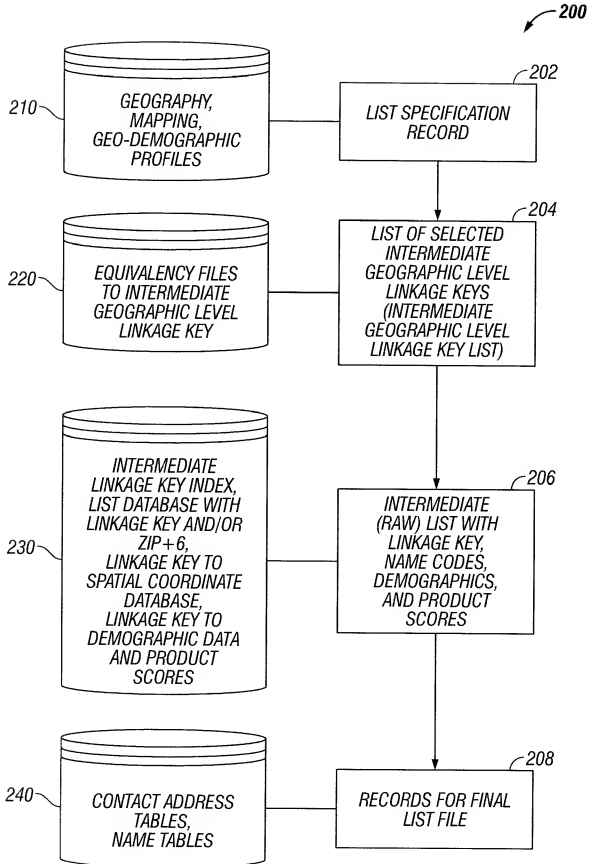 200
210
GEOGRAPHY,
MAPPING,
GEO-DEMOGRAPHIC
PROFILES
202
LIST SPECIFICATION
RECORD
220
EQUIVALENCY FILES
TO INTERMEDIATE
GEOGRAPHIC LEVEL
LINKAGE KEY
204
LIST OF SELECTED
INTERMEDIATE
GEOGRAPHIC LEVEL
LINKAGE KEYS
(INTERMEDIATE
GEOGRAPHIC LEVEL
LINKAGE KEY LIST)
230
INTERMEDIATE
LINKAGE KEY INDEX,
LIST DATABASE WITH
LINKAGE KEY AND/OR
ZIP+6,
LINKAGE KEY TO
SPATIAL COORDINATE
DATABASE,
LINKAGE KEY TO
DEMOGRAPHIC DATA
AND PRODUCT
SCORES
206
INTERMEDIATE
(RAW) LIST WITH
LINKAGE KEY,
NAME CODES,
DEMOGRAPHICS,
AND PRODUCT
SCORES
240
CONTACT ADDRESS
TABLES,
NAME TABLES
208
RECORDS FOR FINAL
LIST FILE